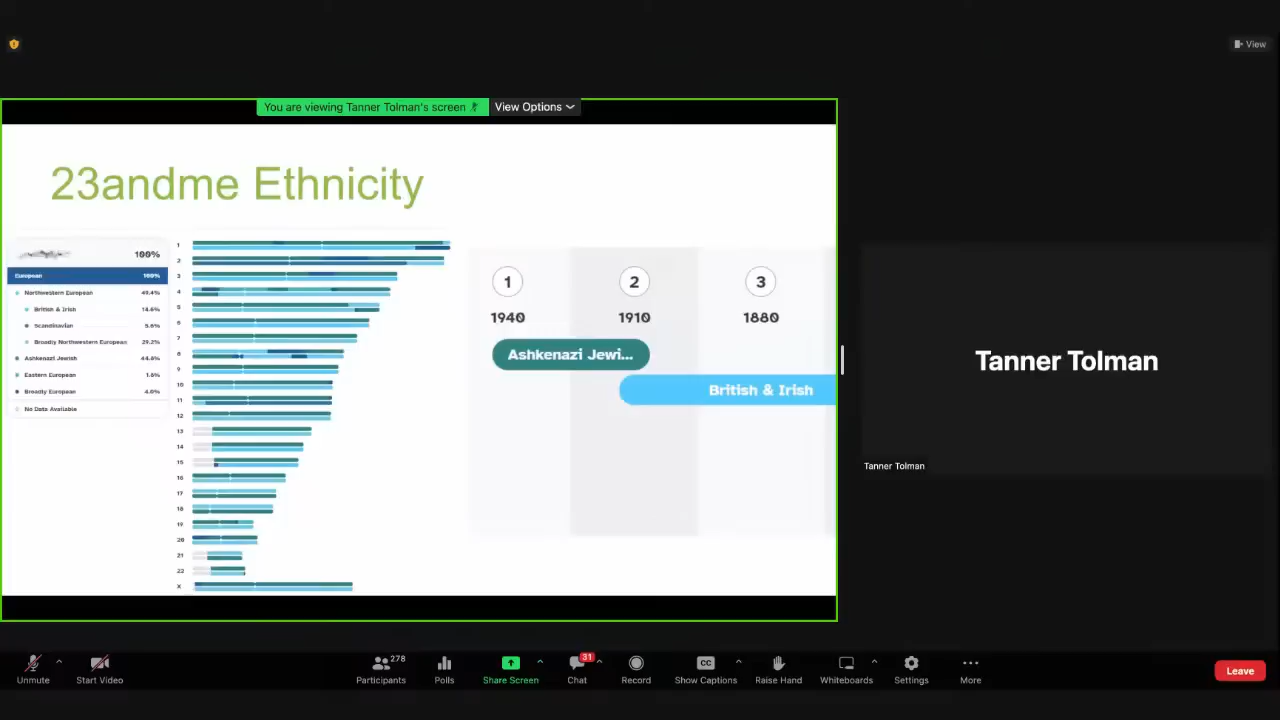 View
You are viewing Tanner Tolman's screen
View Options
23andme Ethnicity
100%
European 100%
Northwestern European 49.4%
British & Irish 14.6%
Scandinavian 5.6%
Broadly Northwestern European 29.2%
Ashkenazi Jewish 44.8%
Eastern European 1.8%
Broadly European 4.0%
No Data Available
1
2
3
4
5
6
7
8
9
10
11
12
13
14
15
16
17
18
19
20
21
22
X
1 2 3
1940 1910 1880
Ashkenazi Jewi...
British & Irish
Tanner Tolman
Tanner Tolman
Unmute
Start Video
Participants 278
Polls
Share Screen
Chat 31
Record
CC
Show Captions
Raise Hand
Whiteboards
Settings
More
Leave